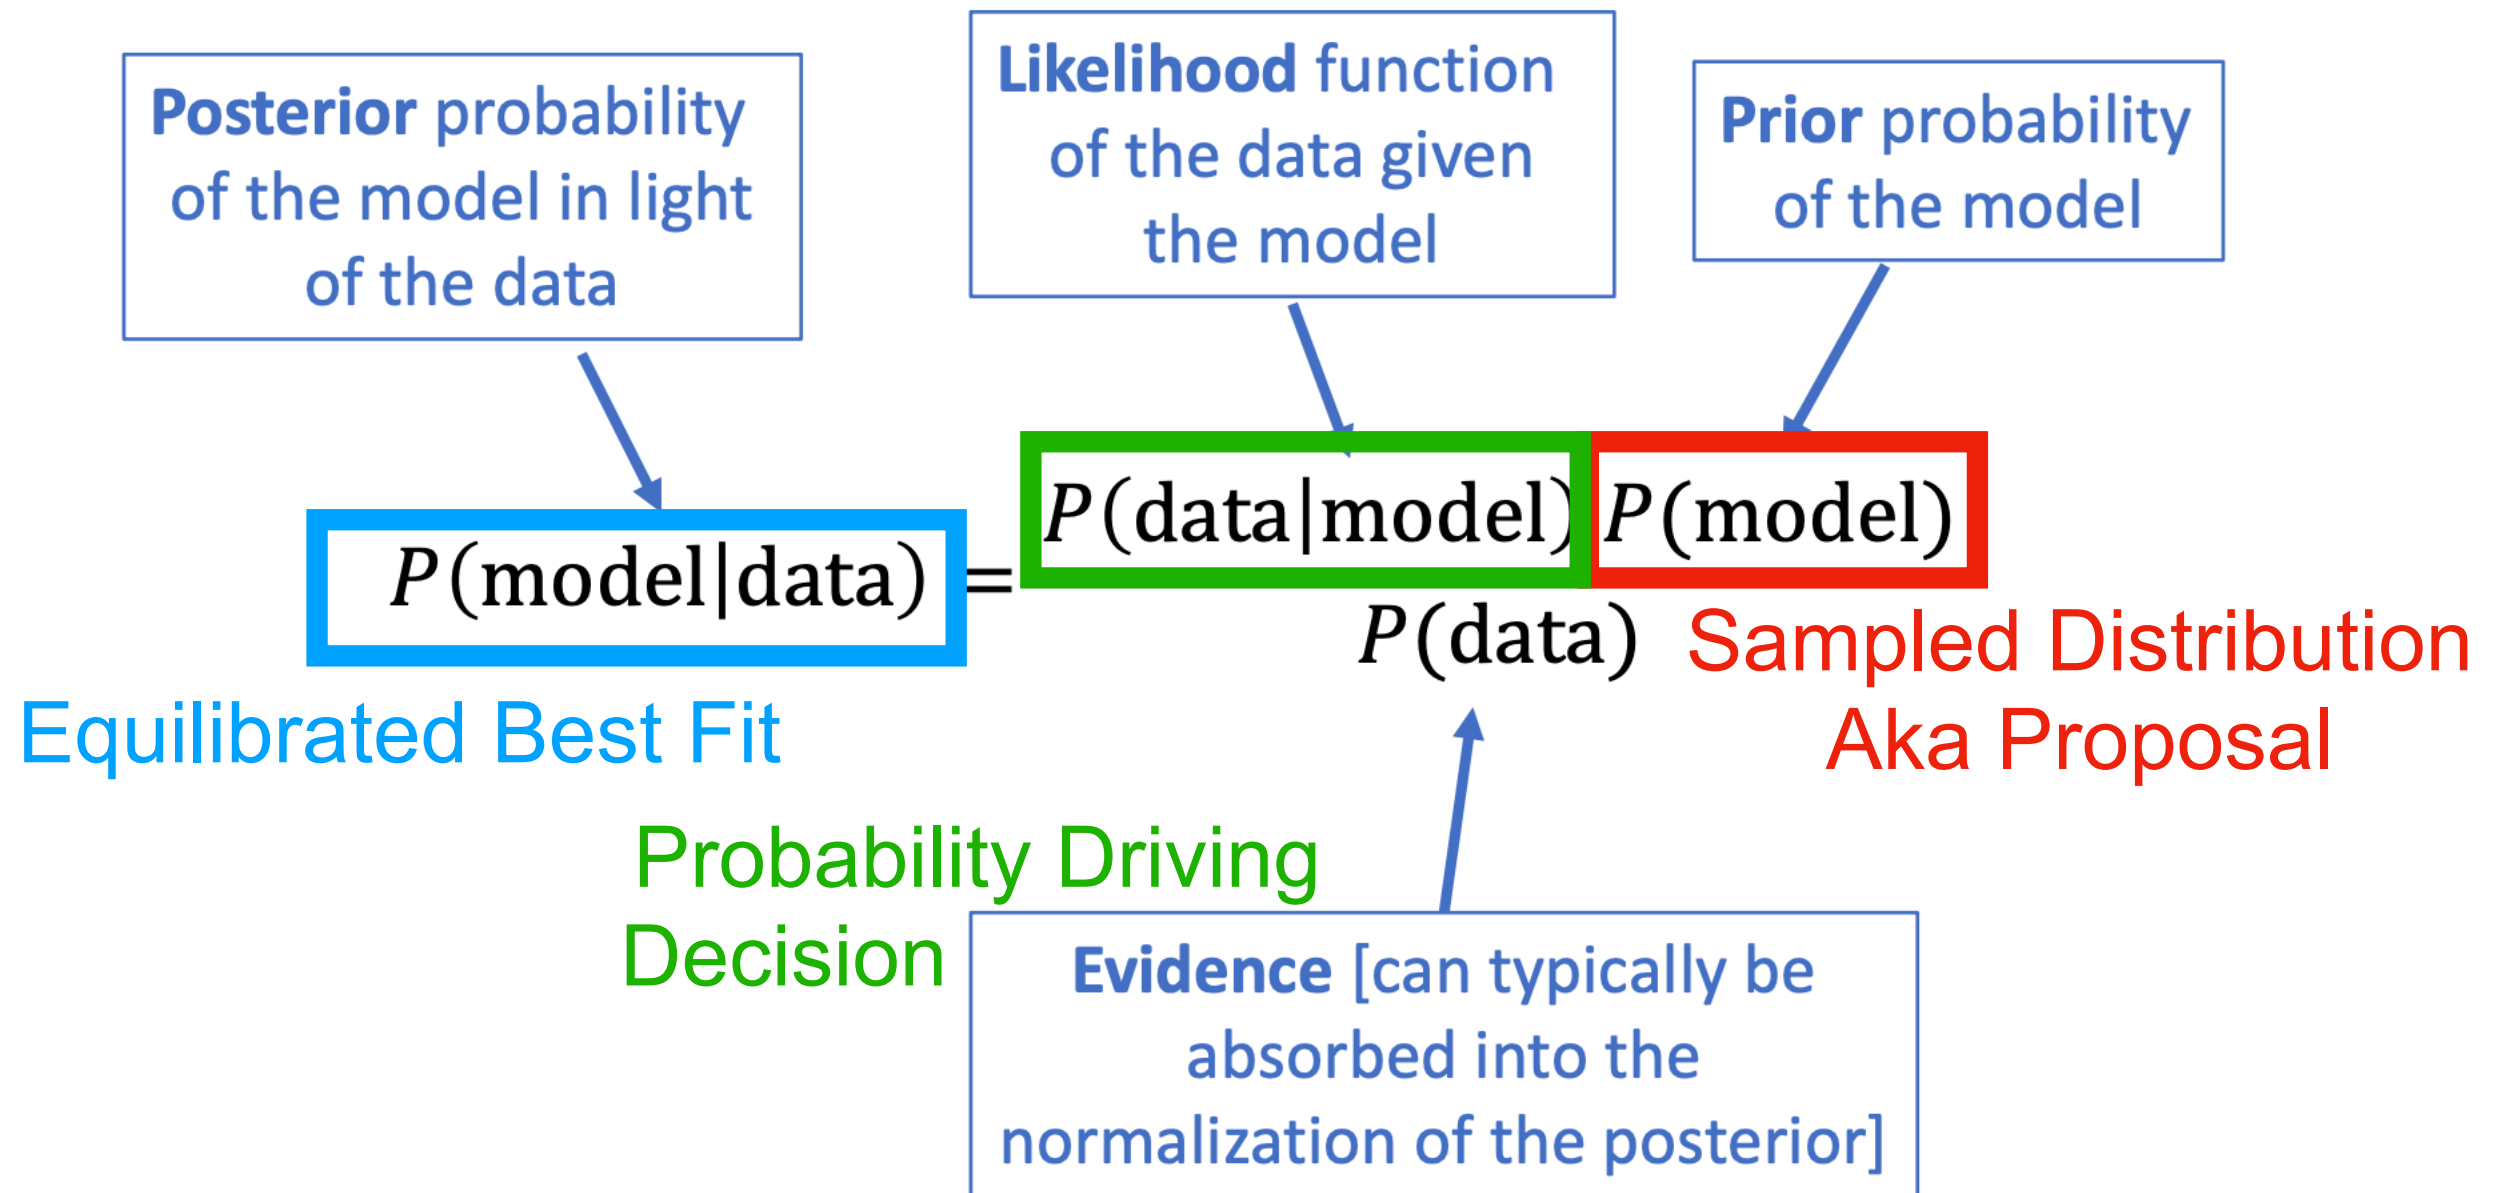 Posterior probability
of the model in light
of the data
Likelihood function
of the data given
the model
Prior probability
of the model
P(model|data) =
P(data|model) P(model)
P(data)
Sampled Distribution
Aka Proposal
Equilibrated Best Fit
Probability Driving
Decision
Evidence [can typically be
absorbed into the
normalization of the posterior]